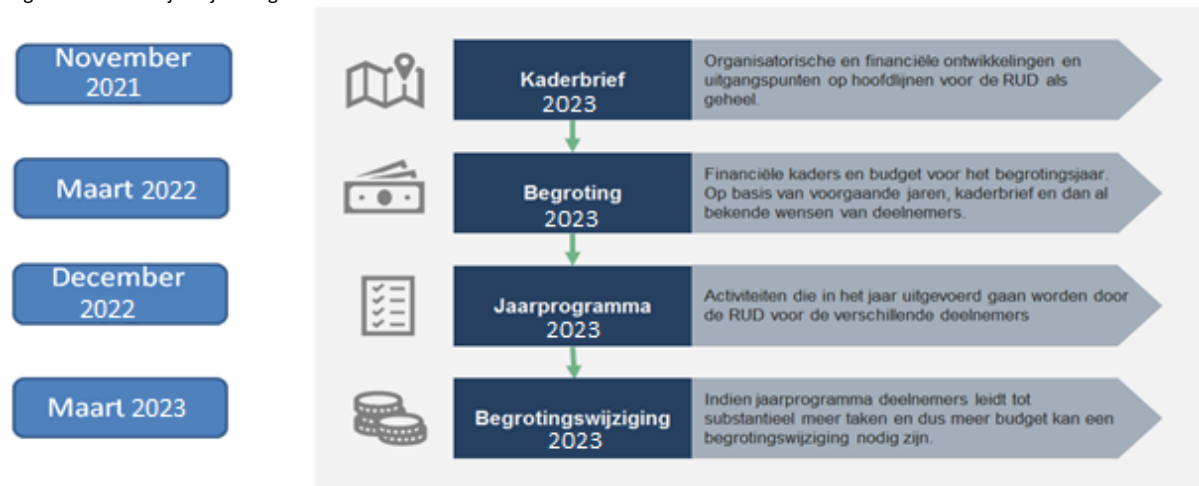 November
2021
Kaderbrief
2023
Organisatorische en financiële ontwikkelingen en
uitgangspunten op hoofdlijnen voor de RUD als
geheel.
Maart 2022
Begroting
2023
Financiële kaders en budget voor het begrotingsjaar.
Op basis van voorgaande jaren, kaderbrief en dan al
bekende wensen van deelnemers.
December
2022
Jaarprogramma
2023
Activiteiten die in het jaar uitgevoerd gaan worden door
de RUD voor de verschillende deelnemers
Maart 2023
Begrotingswijziging
2023
Indien jaarprogramma deelnemers leidt tot
substantieel meer taken en dus meer budget kan een
begrotingswijziging nodig zijn.